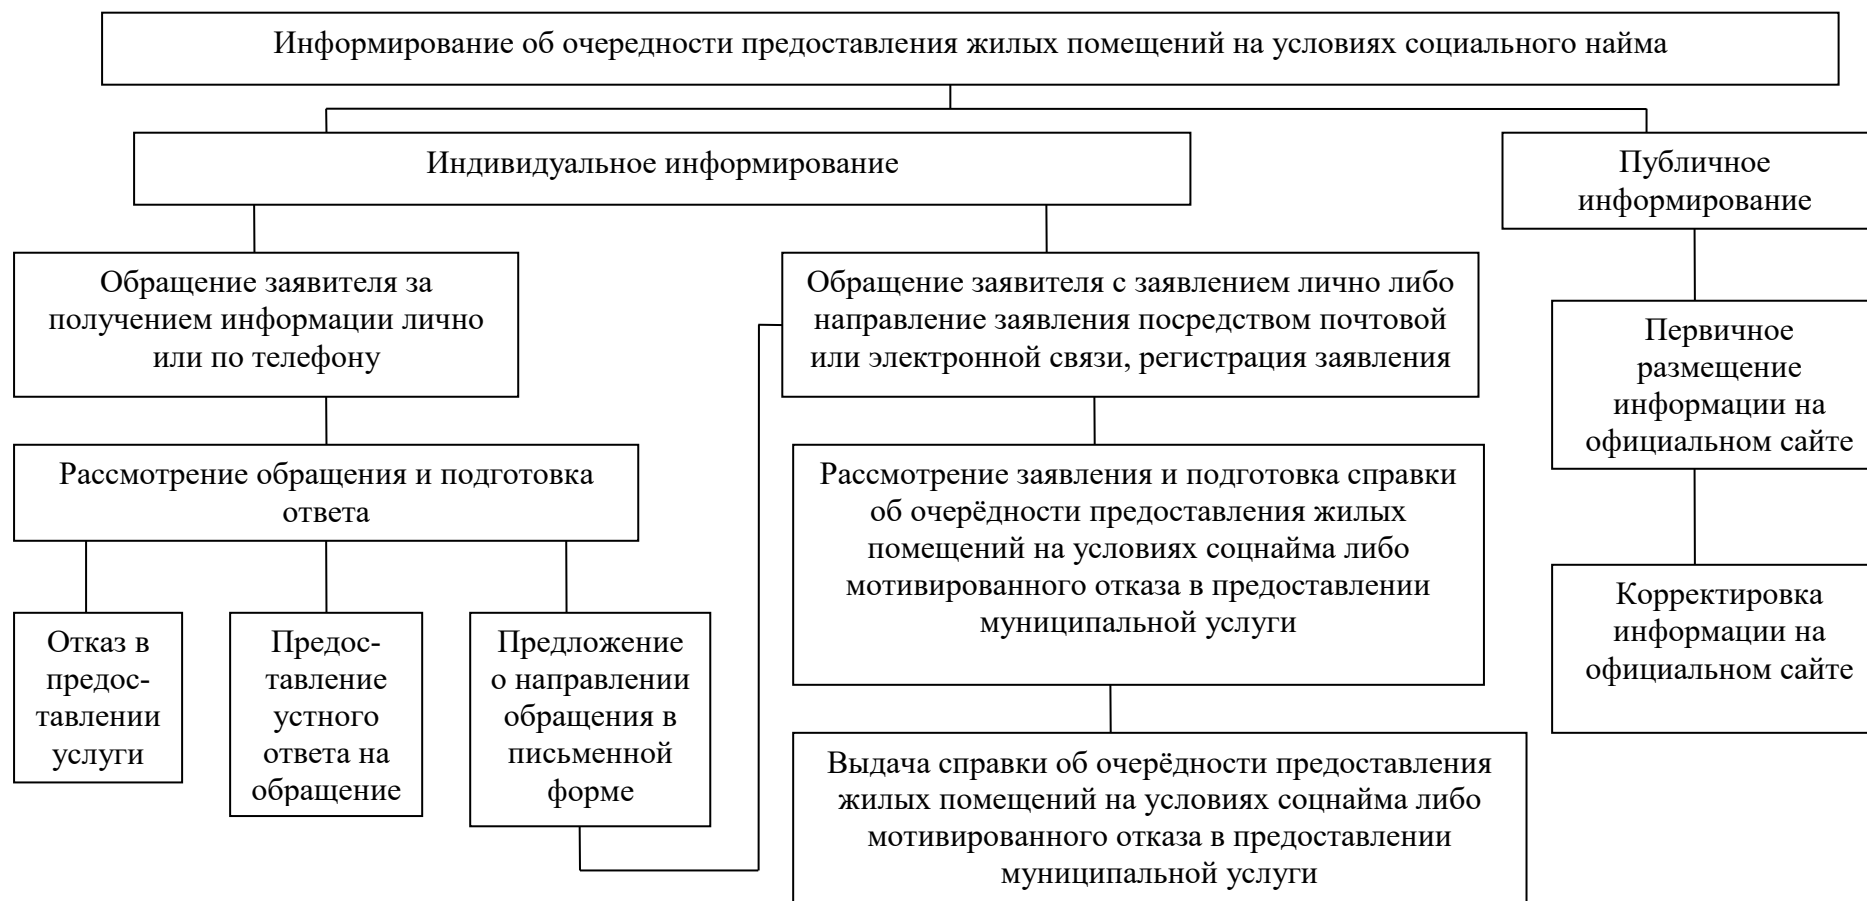 Информирование об очередности предоставления жилых помещений на условиях социального найма
Индивидуальное информирование
Публичное
информирование
Обращение заявителя за
получением информации лично
или по телефону
Обращение заявителя с заявлением лично либо
направление заявления посредством почтовой
или электронной связи, регистрация заявления
Первичное
размещение
информации на
официальном сайте
Рассмотрение обращения и подготовка
ответа
Рассмотрение заявления и подготовка справки
об очерёдности предоставления жилых
помещений на условиях соцнайма либо
мотивированного отказа в предоставлении
муниципальной услуги
Корректировка
информации на
официальном сайте
Отказ в
предос-
тавлении
услуги
Предос-
тавление
устного
ответа на
обращение
Предложение
о направлении
обращения в
письменной
форме
Выдача справки об очерёдности предоставления
жилых помещений на условиях соцнайма либо
мотивированного отказа в предоставлении
муниципальной услуги